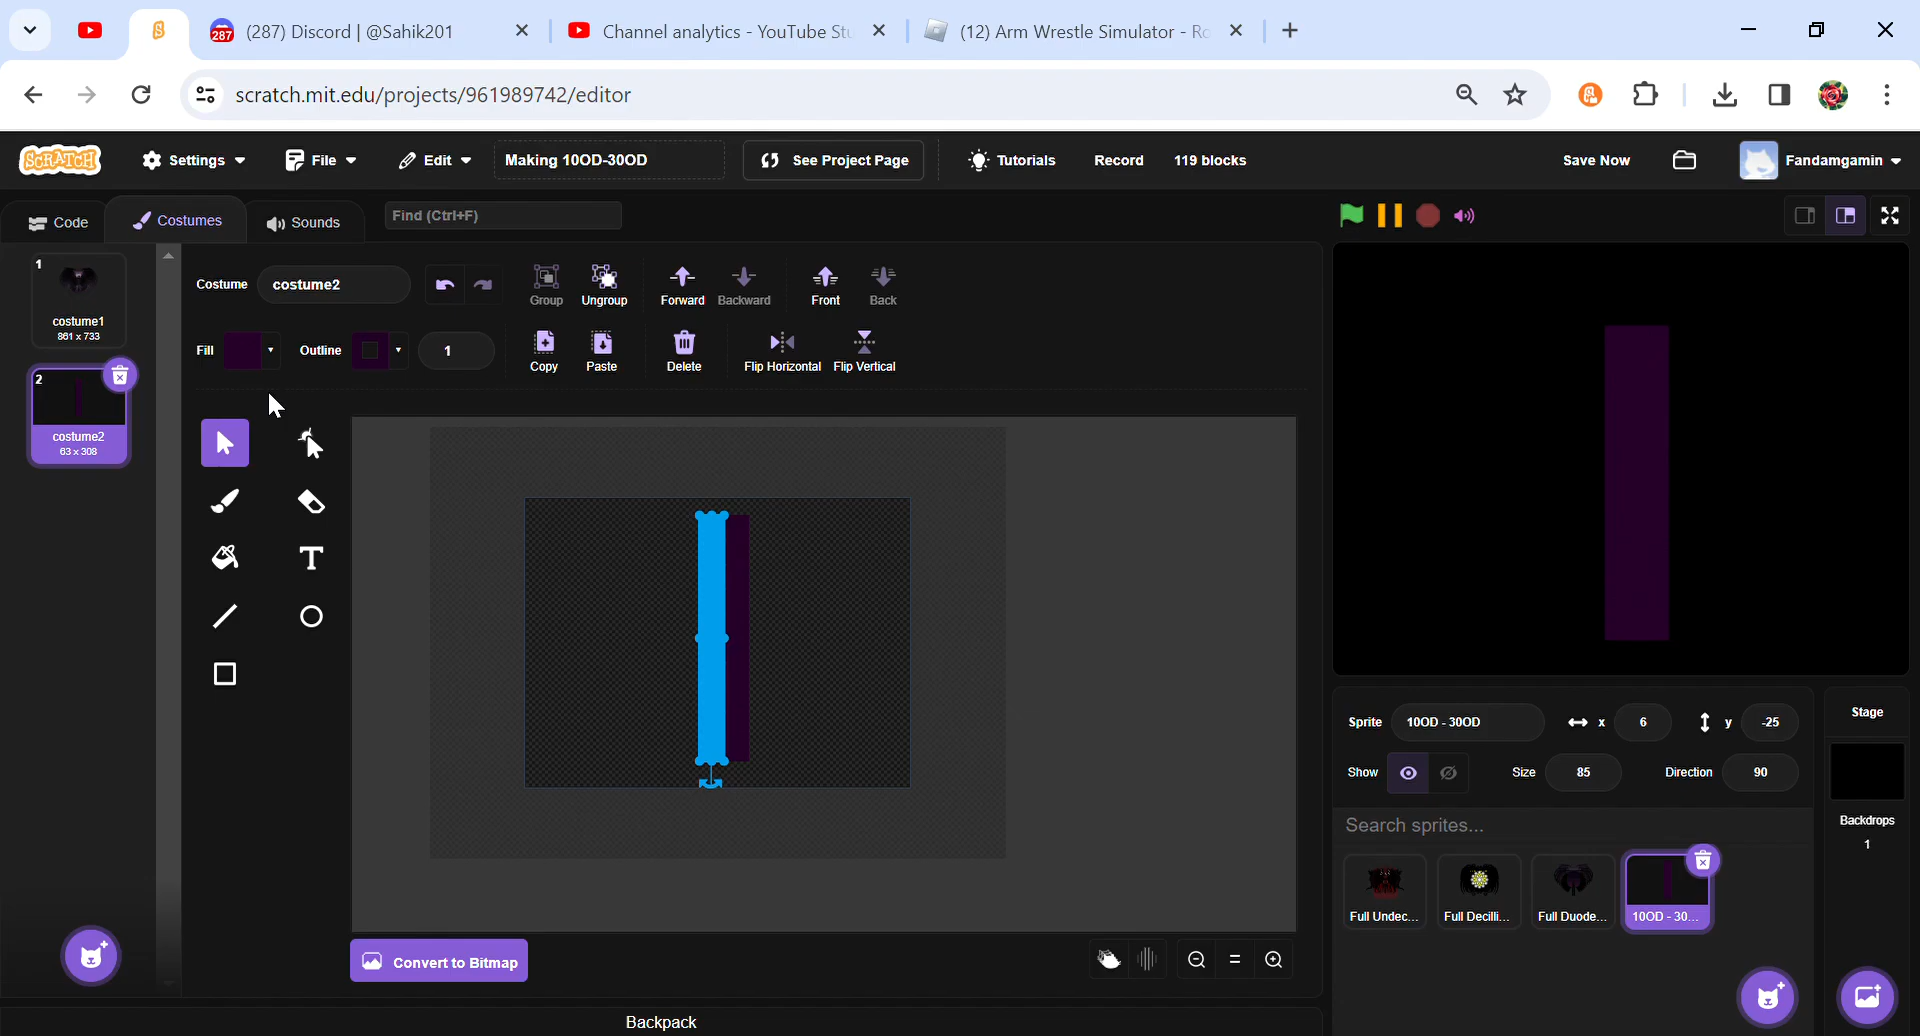 287
(287) Discord | @Sahik201
Channel analytics - YouTube Stu
(12) Arm Wrestle Simulator - Ro
scratch.mit.edu/projects/961989742/editor
SCRATCH
Settings
File
Edit
Making 10OD-30OD
See Project Page
Tutorials
Record
119 blocks
Save Now
Fandamgamin
Code
Costumes
Sounds
Find (Ctrl+F)
1
costume1
861 x 733
2
costume2
63 x 308
Costume
costume2
Group
Ungroup
Forward
Backward
Front
Back
Fill
Outline
1
Copy
Paste
Delete
Flip Horizontal
Flip Vertical
T
Convert to Bitmap
Backpack
Sprite
10OD - 30OD
x
6
y
-25
Show
Size
85
Direction
90
Search sprites...
Full Undec...
Full Decilli...
Full Duode...
10OD - 30...
Stage
Backdrops
1